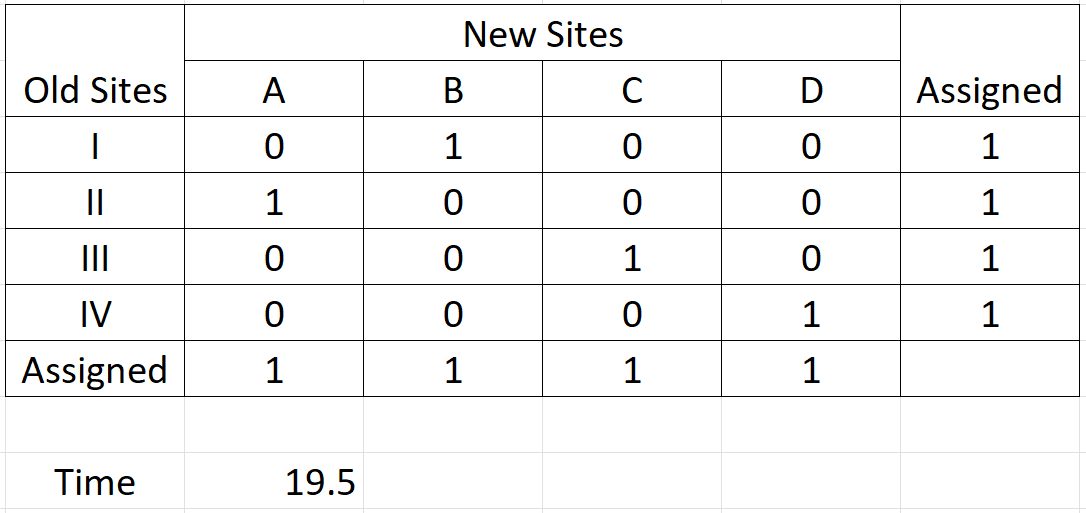 New Sites
Old Sites A B C D Assigned
I 0 1 0 0 1
II 1 0 0 0 1
III 0 0 1 0 1
IV 0 0 0 1 1
Assigned 1 1 1 1
Time 19.5